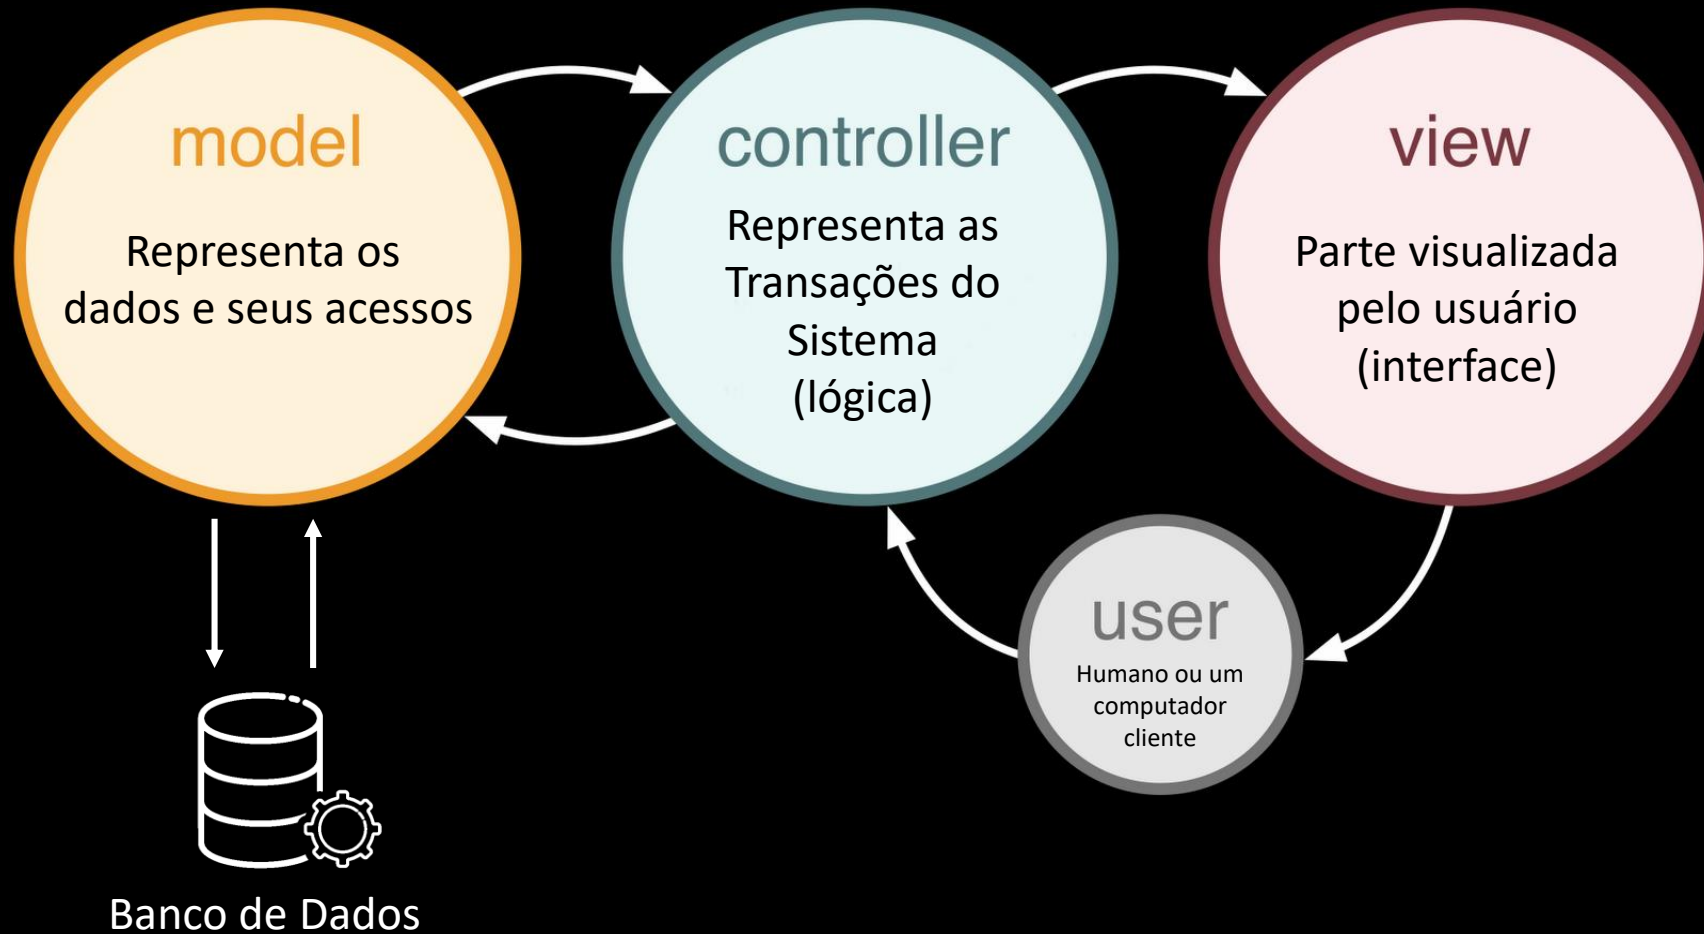 model
Representa os
dados e seus acessos
controller
Representa as
Transações do
Sistema
(lógica)
view
Parte visualizada
pelo usuário
(interface)
user
Humano ou um
computador
cliente
Banco de Dados